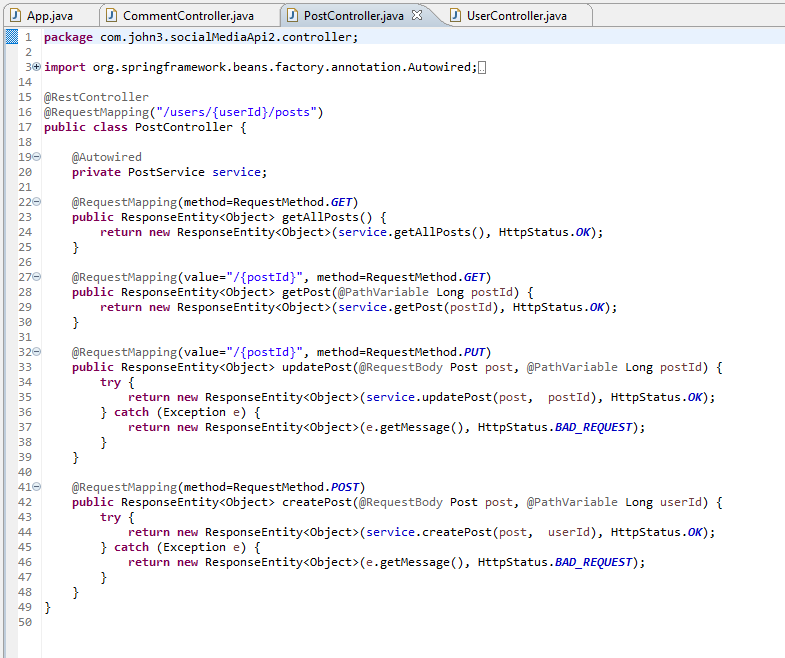 App.java CommentController.java PostController.java UserController.java
1 package com.john3.socialMediaApi2.controller;
2
3 import org.springframework.beans.factory.annotation.Autowired;
14
15 @RestController
16 @RequestMapping("/users/{userId}/posts")
17 public class PostController {
18
19 @Autowired
20 private PostService service;
21
22 @RequestMapping(method=RequestMethod.GET)
23 public ResponseEntity<Object> getAllPosts() {
24 return new ResponseEntity<Object>(service.getAllPosts(), HttpStatus.OK);
25 }
26
27 @RequestMapping(value="/{postId}", method=RequestMethod.GET)
28 public ResponseEntity<Object> getPost(@PathVariable Long postId) {
29 return new ResponseEntity<Object>(service.getPost(postId), HttpStatus.OK);
30 }
31
32 @RequestMapping(value="/{postId}", method=RequestMethod.PUT)
33 public ResponseEntity<Object> updatePost(@RequestBody Post post, @PathVariable Long postId) {
34 try {
35 return new ResponseEntity<Object>(service.updatePost(post,  postId), HttpStatus.OK);
36 } catch (Exception e) {
37 return new ResponseEntity<Object>(e.getMessage(), HttpStatus.BAD_REQUEST);
38 }
39 }
40
41 @RequestMapping(method=RequestMethod.POST)
42 public ResponseEntity<Object> createPost(@RequestBody Post post, @PathVariable Long userId) {
43 try {
44 return new ResponseEntity<Object>(service.createPost(post,  userId), HttpStatus.OK);
45 } catch (Exception e) {
46 return new ResponseEntity<Object>(e.getMessage(), HttpStatus.BAD_REQUEST);
47 }
48 }
49 }
50